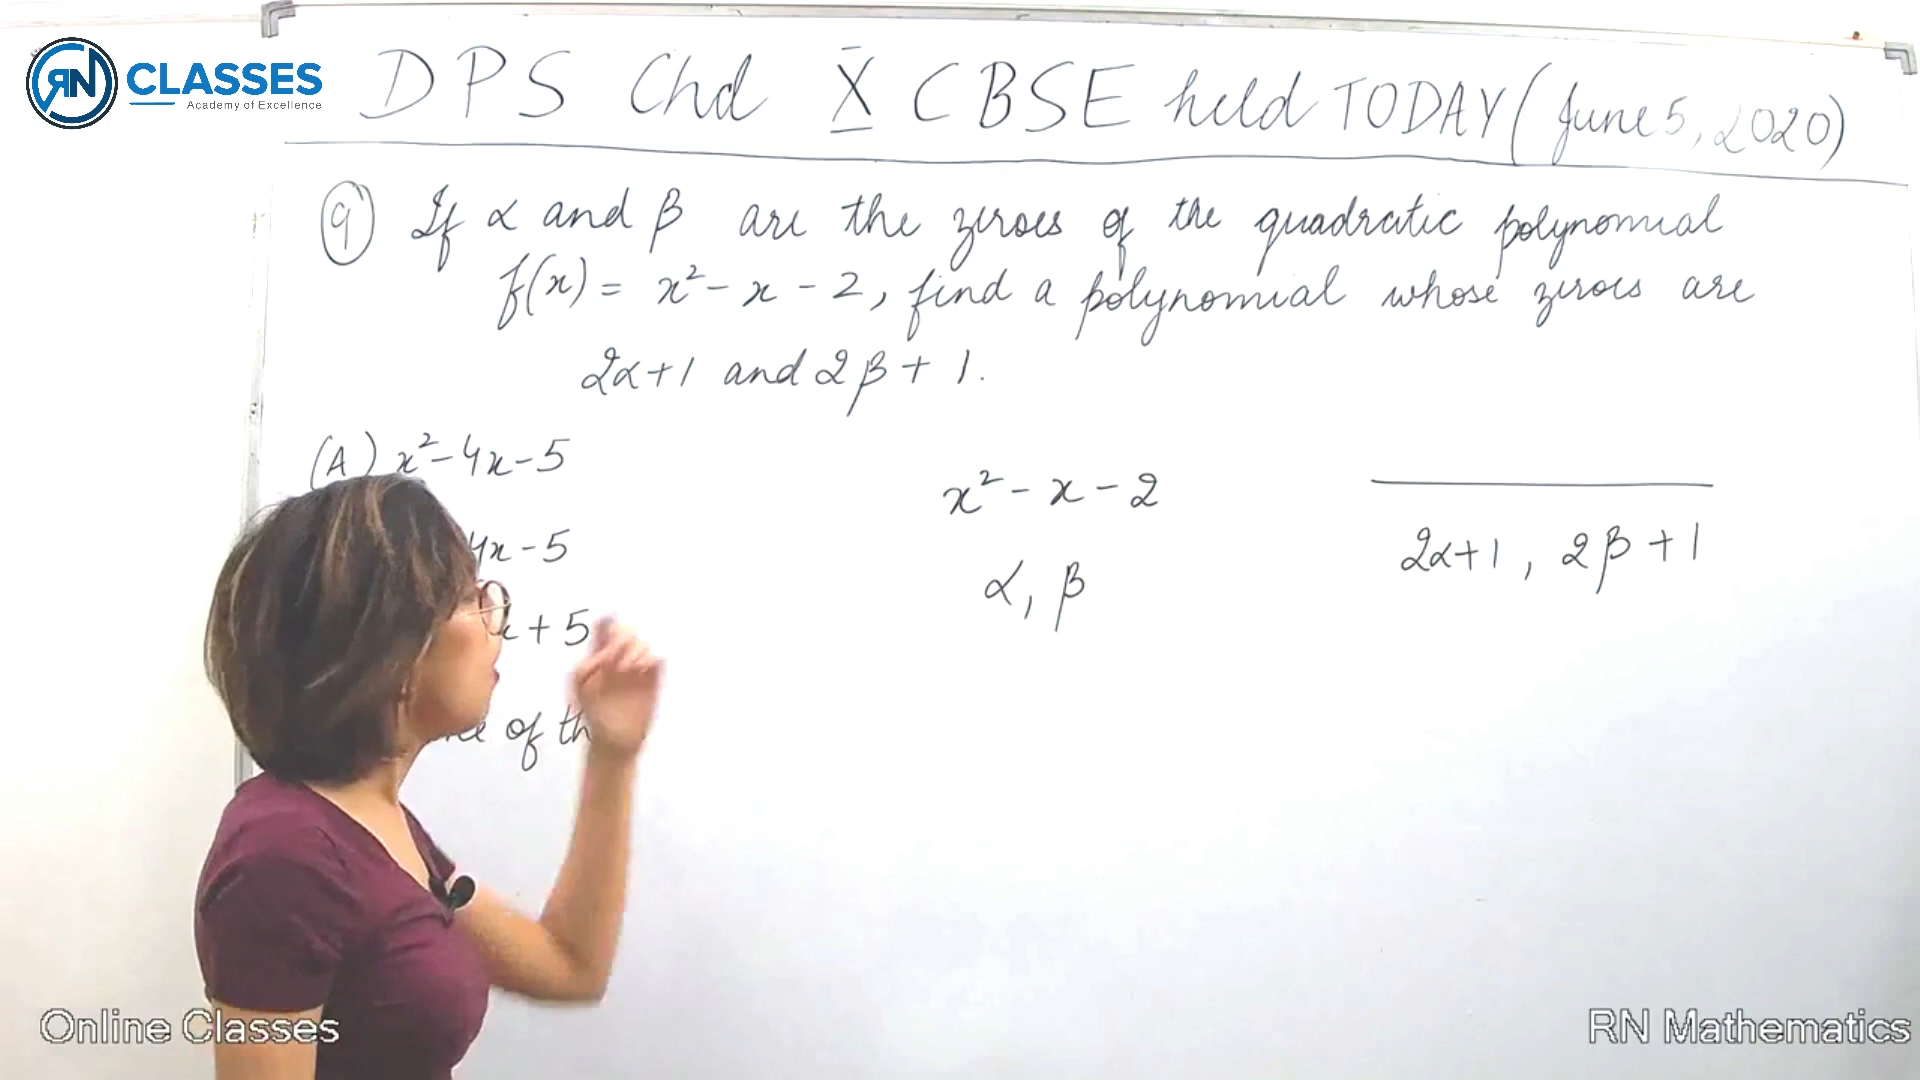 RN CLASSES
Academy of Excellence
DPS Chd X CBSE held TODAY (June 5, 2020)
9 If α and β are the zeroes of the quadratic polynomial
f(x) = x² - x - 2, find a polynomial whose zeroes are
2α+1 and 2β + 1.
(A) x² - 4x - 5
4x - 5
x + 5
of th
x² - x - 2
α, β
2α+1, 2β+1
Online Classes
RN Mathematics